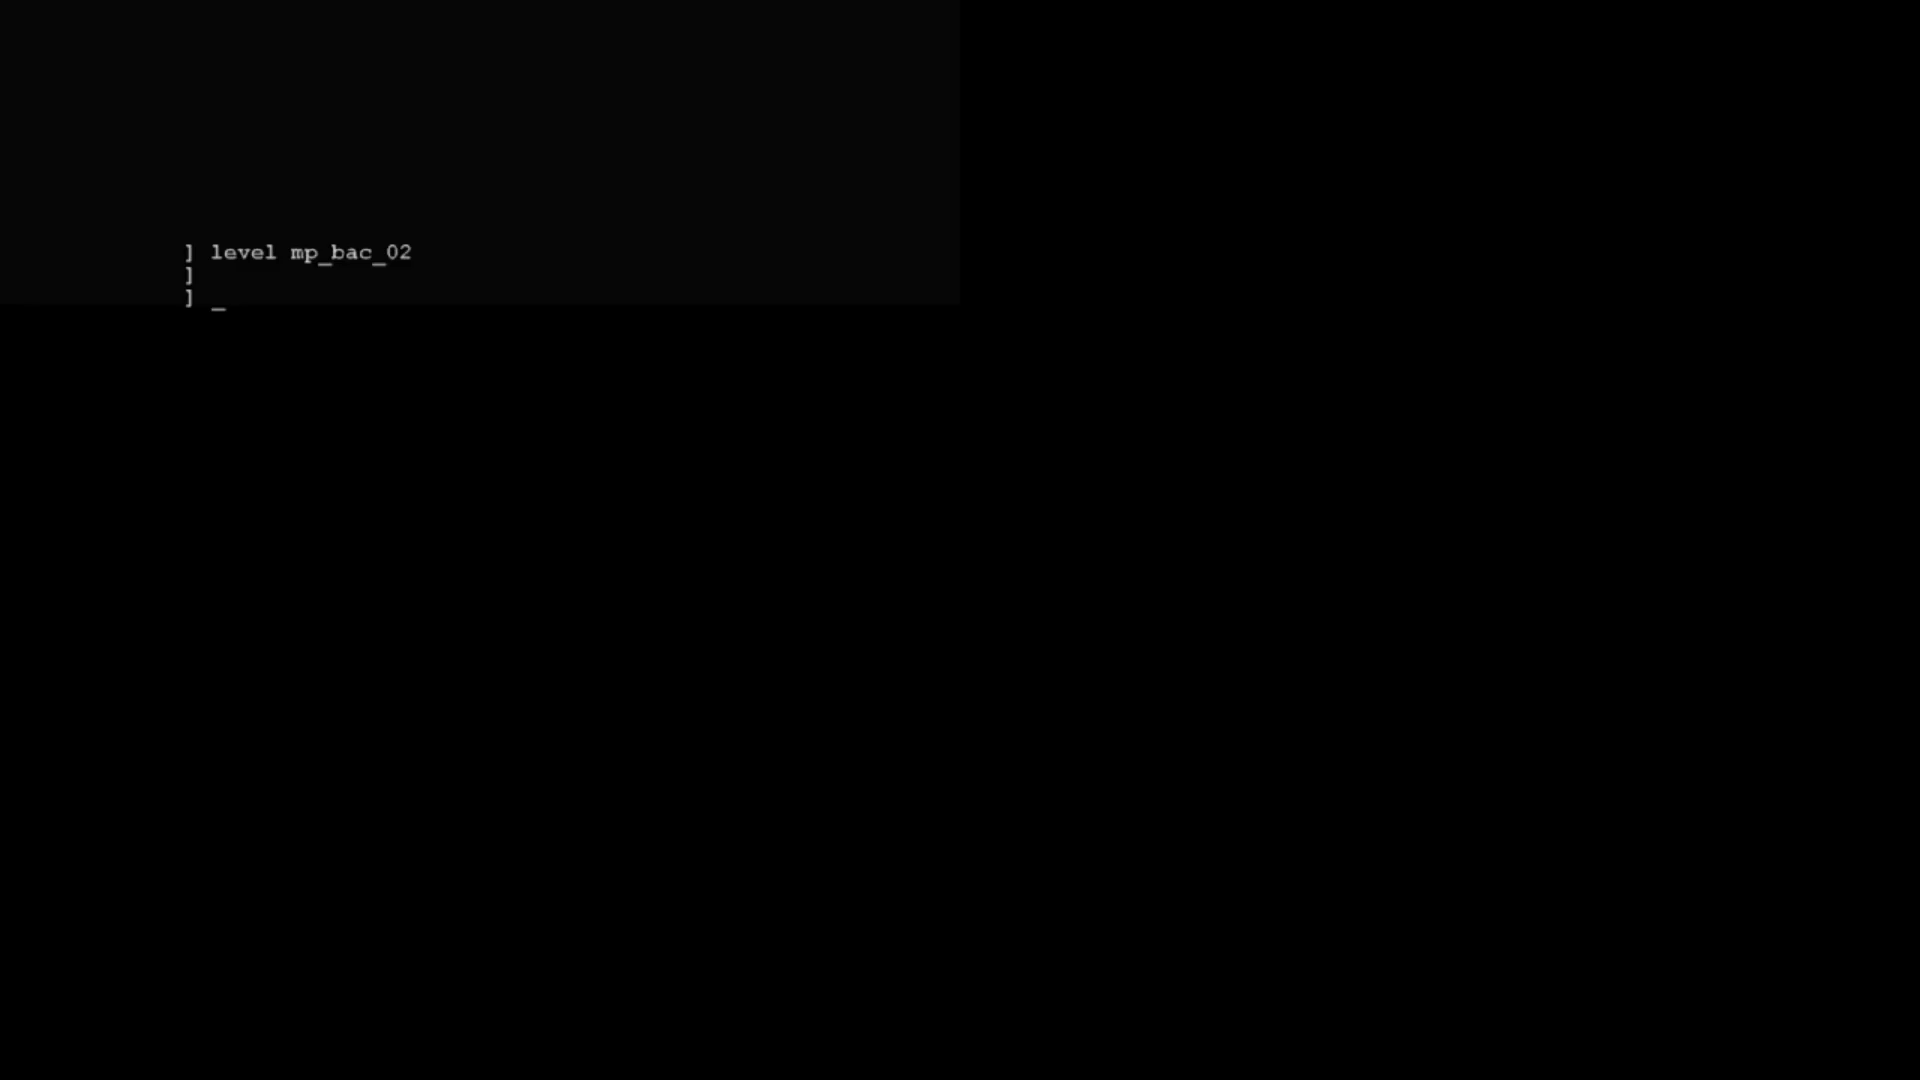 ] level mp_bac_02
]
] _